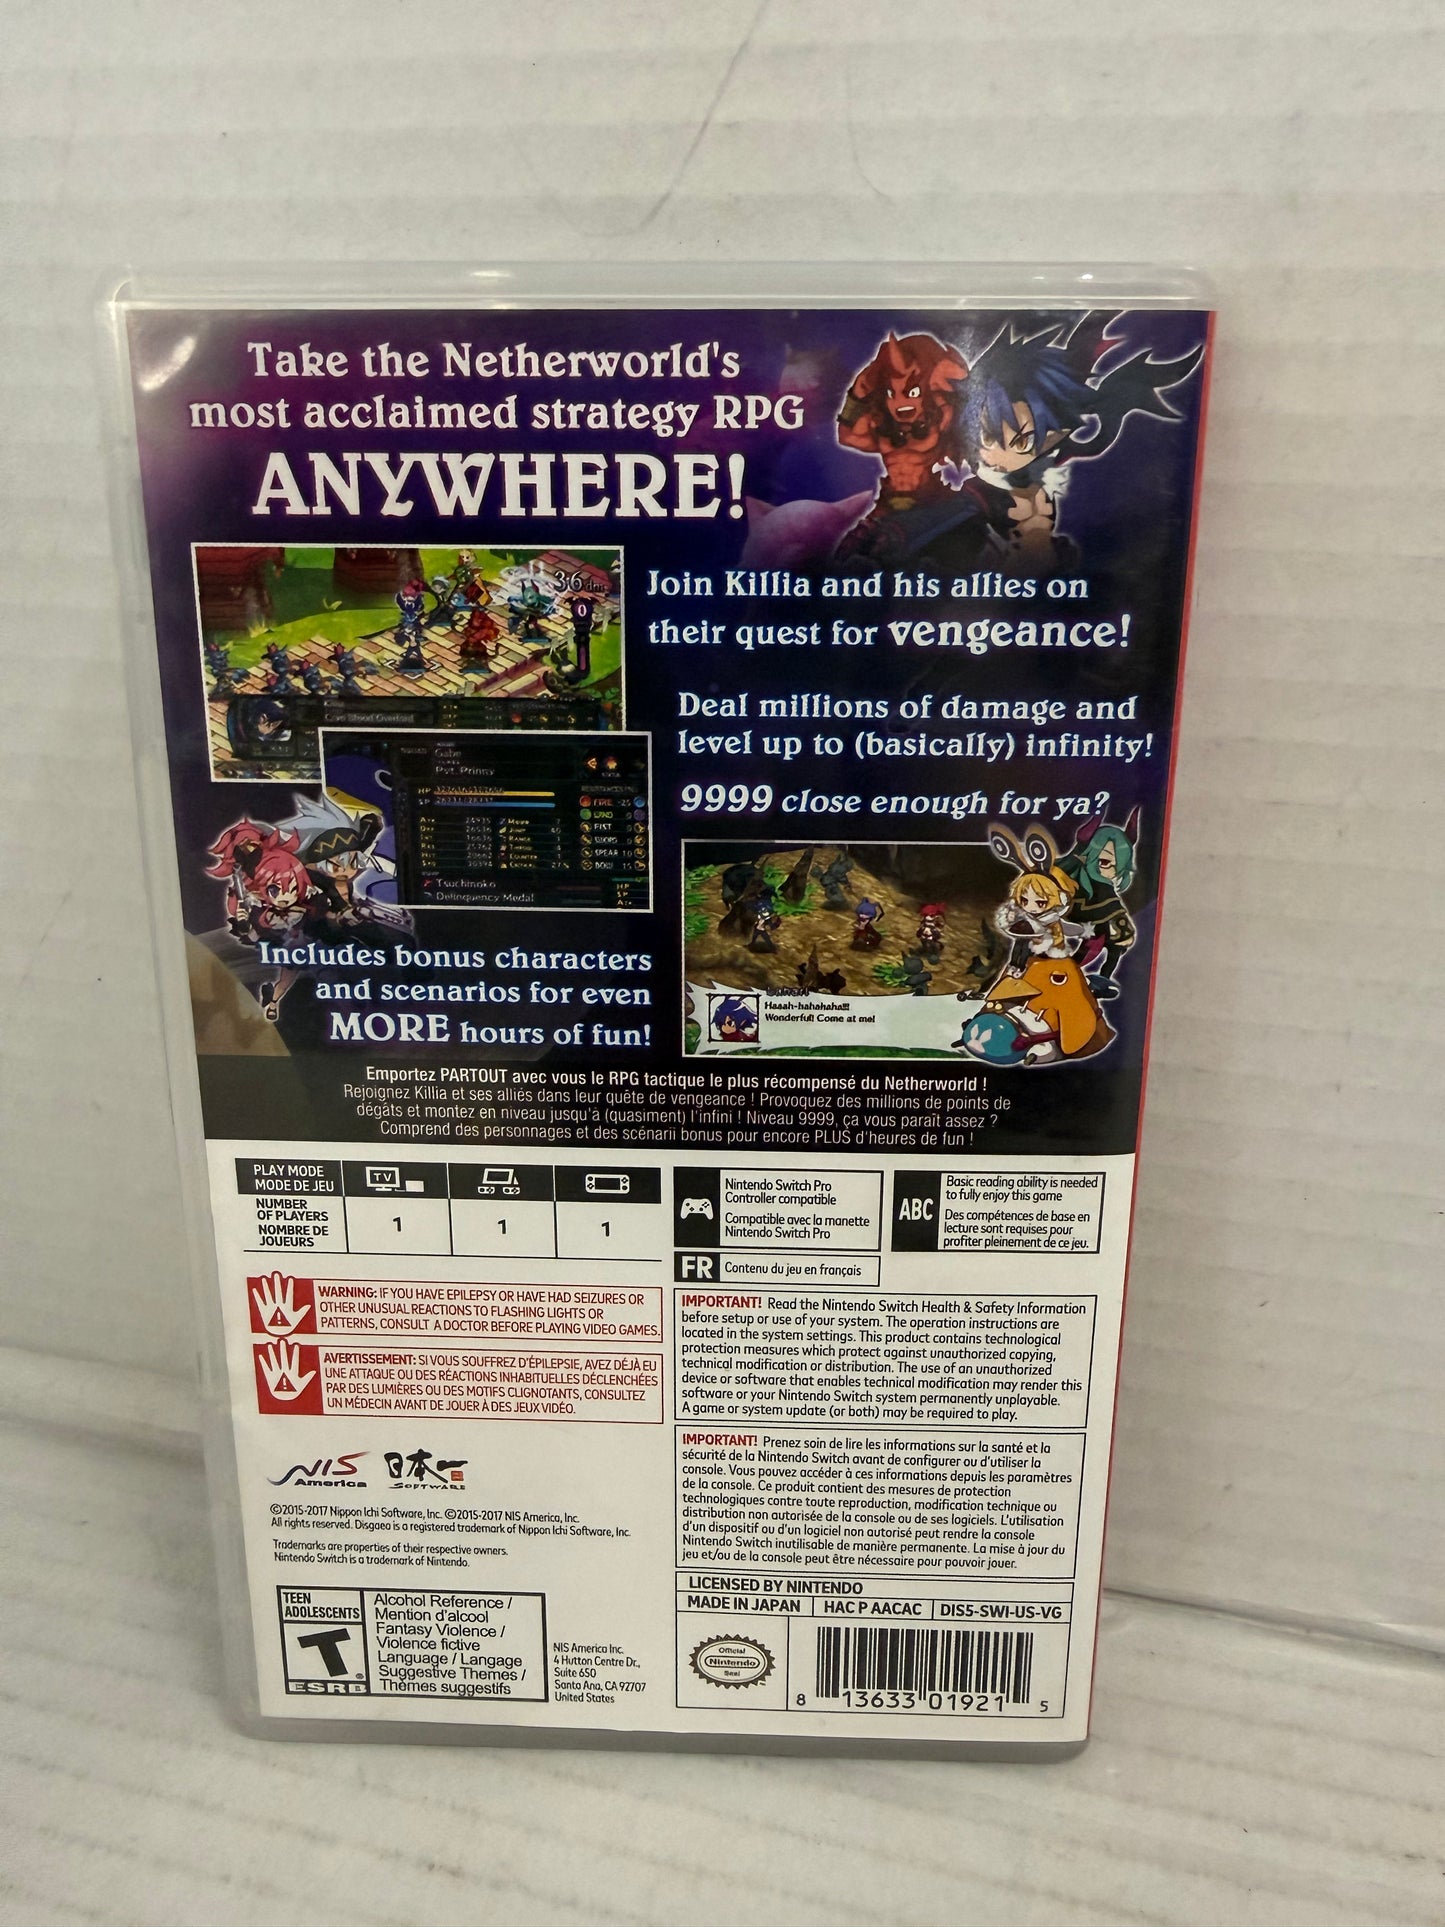 Take the Netherworld's
most acclaimed strategy RPG
ANYWHERE!
36
0
Join Killia and his allies on
their quest for vengeance!
Deal millions of damage and
level up to (basically) infinity!
9999 close enough for ya?
Gabe
Pvt. Prinny
HP
SP
FIRE -25
WIND
FIST
SPEAR 10
BOW 15
Tsuchinoko
Delinquency Medal
Haaah-hahahaha!!!
Wonderful! Come at me!
Includes bonus characters
and scenarios for even
MORE hours of fun!
Emportez PARTOUT avec vous le RPG tactique le plus récompensé du Netherworld !
Rejoignez Killia et ses alliés dans leur quête de vengeance ! Provoquez des millions de points de
dégâts et montez en niveau jusqu'à (quasiment) l'infini ! Niveau 9999, ça vous paraît assez ?
Comprend des personnages et des scénarii bonus pour encore PLUS d'heures de fun !
PLAY MODE
MODE DE JEU
TV
NUMBER
OF PLAYERS
NOMBRE DE
JOUEURS
1
1
1
Nintendo Switch Pro
Controller compatible
Compatible avec la manette
Nintendo Switch Pro
ABC
Basic reading ability is needed
to fully enjoy this game
Des compétences de base en
lecture sont requises pour
profiter pleinement de ce jeu.
FR Contenu du jeu en français
WARNING: IF YOU HAVE EPILEPSY OR HAVE HAD SEIZURES OR
OTHER UNUSUAL REACTIONS TO FLASHING LIGHTS OR
PATTERNS, CONSULT A DOCTOR BEFORE PLAYING VIDEO GAMES.
AVERTISSEMENT: SI VOUS SOUFFREZ D'ÉPILEPSIE, AVEZ DÉJÀ EU
UNE ATTAQUE OU DES RÉACTIONS INHABITUELLES DÉCLENCHÉES
PAR DES LUMIÈRES OU DES MOTIFS CLIGNOTANTS, CONSULTEZ
UN MÉDECIN AVANT DE JOUER À DES JEUX VIDÉO.
IMPORTANT! Read the Nintendo Switch Health & Safety Information
before setup or use of your system. The operation instructions are
located in the system settings. This product contains technological
protection measures which protect against unauthorized copying,
technical modification or distribution. The use of an unauthorized
device or software that enables technical modification may render this
software or your Nintendo Switch system permanently unplayable.
A game or system update (or both) may be required to play.
IMPORTANT! Prenez soin de lire les informations sur la santé et la
sécurité de la Nintendo Switch avant de configurer ou d'utiliser la
console. Vous pouvez accéder à ces informations depuis les paramètres
de la console. Ce produit contient des mesures de protection
technologiques contre toute reproduction, modification technique ou
distribution non autorisée de la console ou de ses logiciels. L'utilisation
d'un dispositif ou d'un logiciel non autorisé peut rendre la console
Nintendo Switch inutilisable de manière permanente. La mise à jour du
jeu et/ou de la console peut être nécessaire pour pouvoir jouer.
NIS
America
日本一
SOFTWARE
©2015-2017 Nippon Ichi Software, Inc. ©2015-2017 NIS America, Inc.
All rights reserved. Disgaea is a registered trademark of Nippon Ichi Software, Inc.
Trademarks are properties of their respective owners.
Nintendo Switch is a trademark of Nintendo.
TEEN
ADOLESCENTS
T
ESRB
Alcohol Reference /
Mention d'alcool
Fantasy Violence /
Violence fictive
Language / Langage
Suggestive Themes /
Thèmes suggestifs
NIS America Inc.
4 Hutton Centre Dr.,
Suite 650
Santa Ana, CA 92707
United States
LICENSED BY NINTENDO
MADE IN JAPAN HAC P AACAC DIS5-SWI-US-VG
Official
Nintendo
Seal
8 13633 01921 5